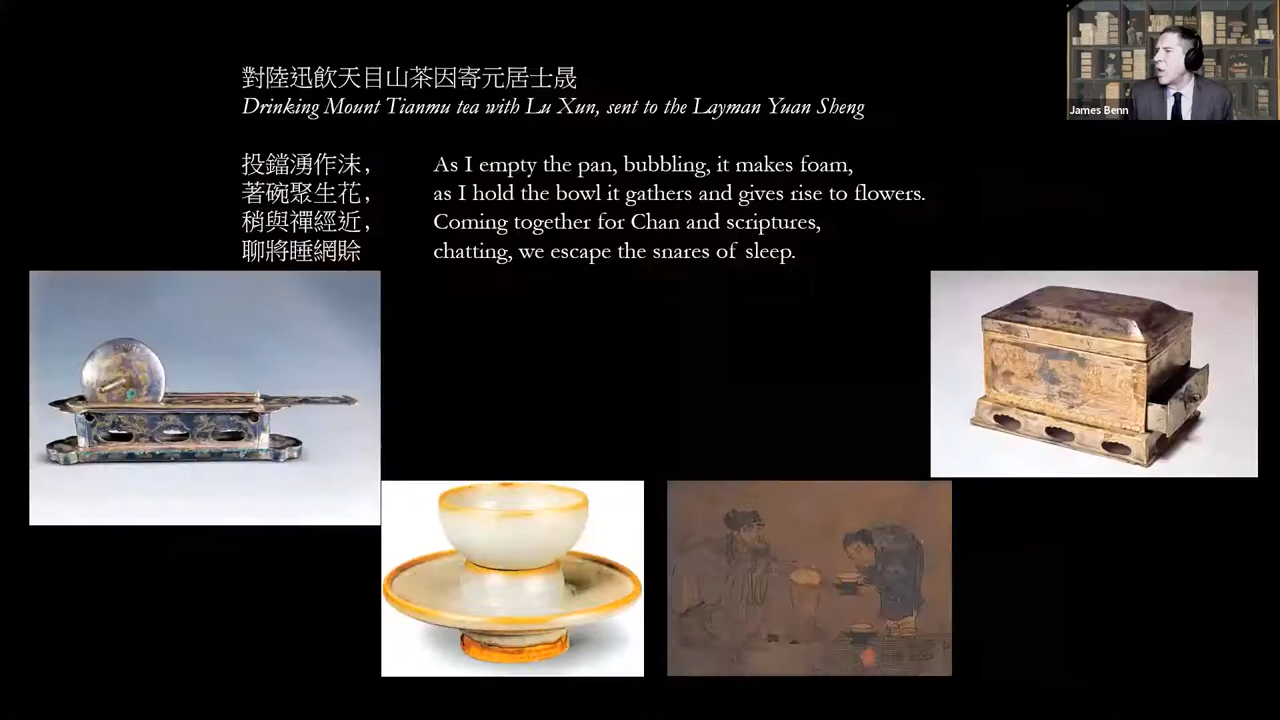 對陸迅飲天目山茶因寄元居士晟
Drinking Mount Tianmu tea with Lu Xun, sent to the Layman Yuan Sheng
投鐺湧作沫,
著碗聚生花,
稍與禪經近,
聊將睡網賒
As I empty the pan, bubbling, it makes foam,
as I hold the bowl it gathers and gives rise to flowers.
Coming together for Chan and scriptures,
chatting, we escape the snares of sleep.
James Benn